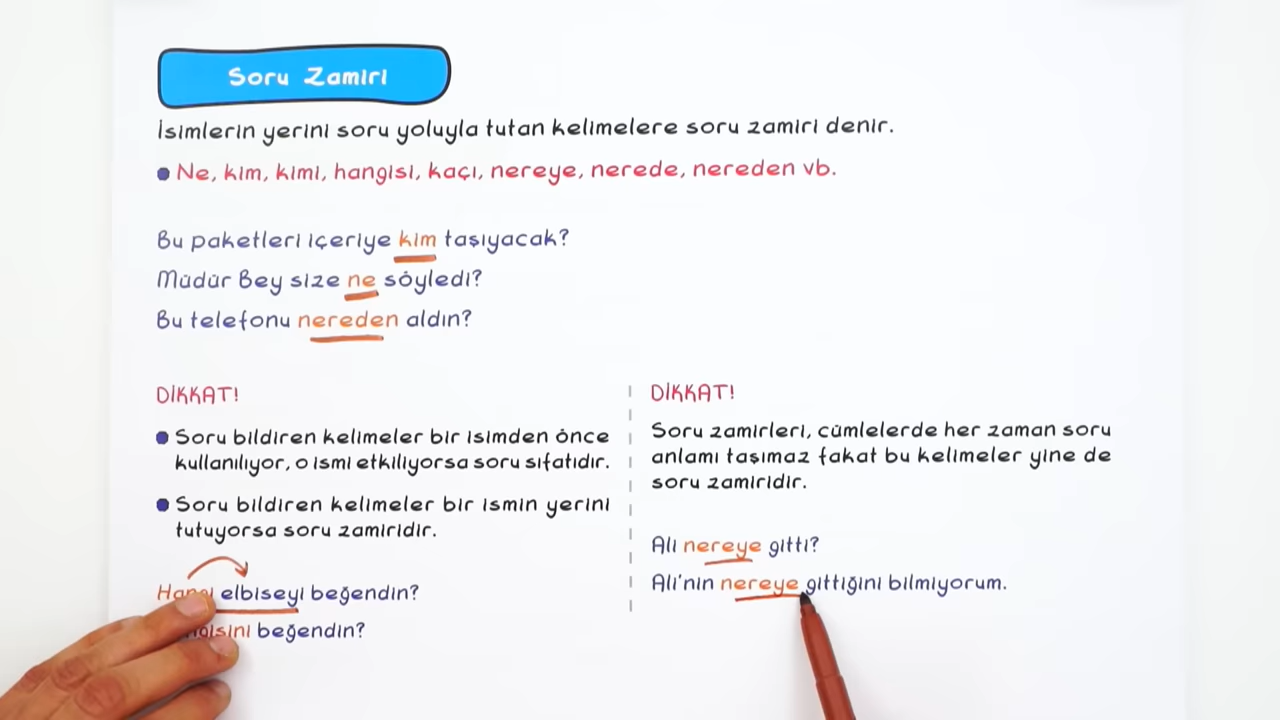 Soru Zamiri
İsimlerin yerini soru yoluyla tutan kelimelere soru zamiri denir.
Ne, kim, kimi, hangisi, kaçı, nereye, nerede, nereden vb.
Bu paketleri içeriye kim taşıyacak?
Müdür Bey size ne söyledi?
Bu telefonu nereden aldın?
DİKKAT!
Soru bildiren kelimeler bir isimden önce
kullanılıyor, o ismi etkiliyorsa soru sıfatıdır.
Soru bildiren kelimeler bir ismin yerini
tutuyorsa soru zamiridir.
Hangi elbiseyi beğendin?
beğendin?
DİKKAT!
Soru zamirleri, cümlelerde her zaman soru
anlamı taşımaz fakat bu kelimeler yine de
soru zamiridir.
Ali nereye gitti?
Ali'nin nereye gittiğini bilmiyorum.